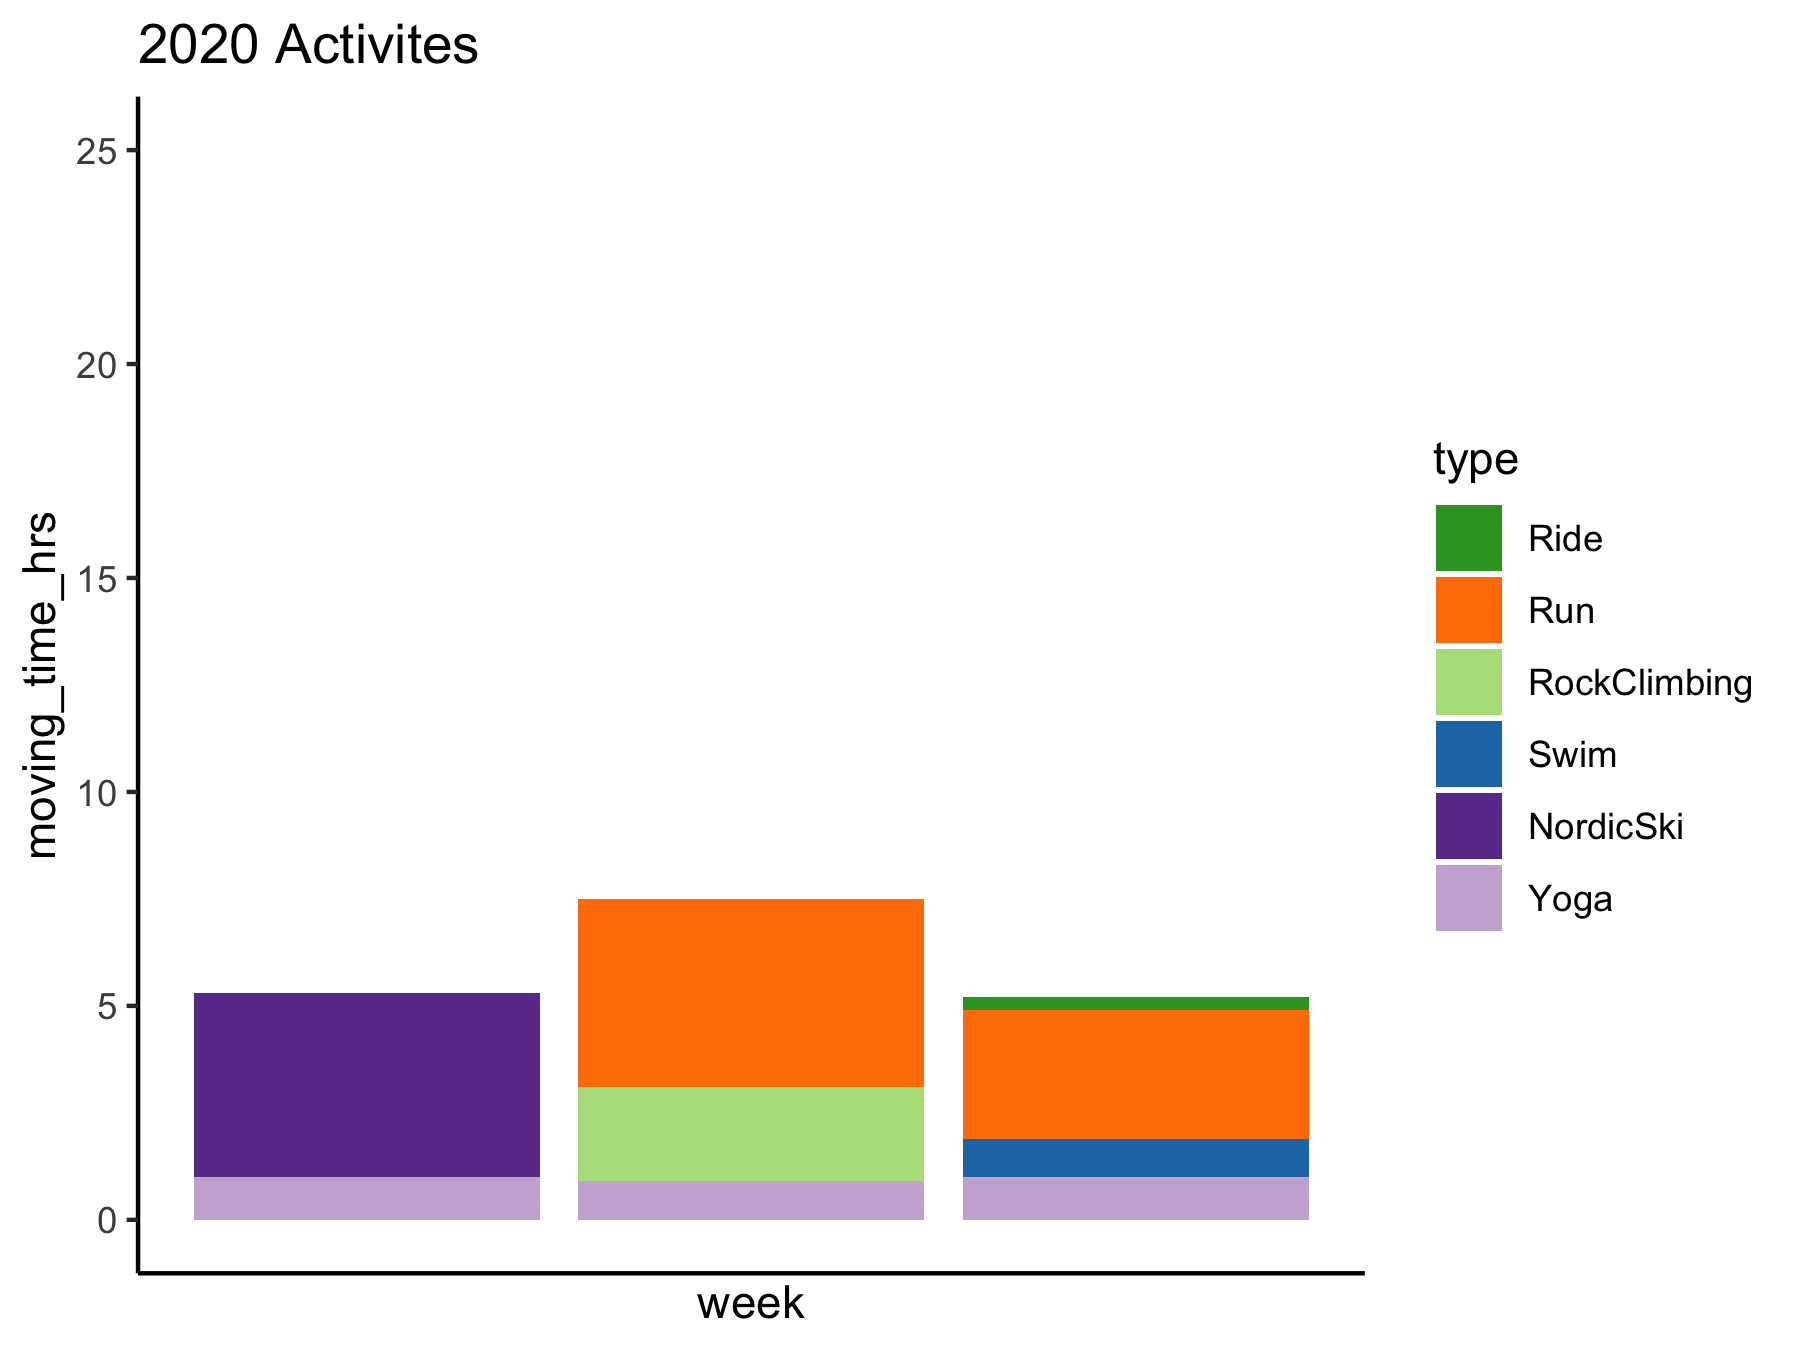 2020 Activites
25
20
15
10
5
0
moving_time_hrs
week
type
Ride
Run
RockClimbing
Swim
NordicSki
Yoga